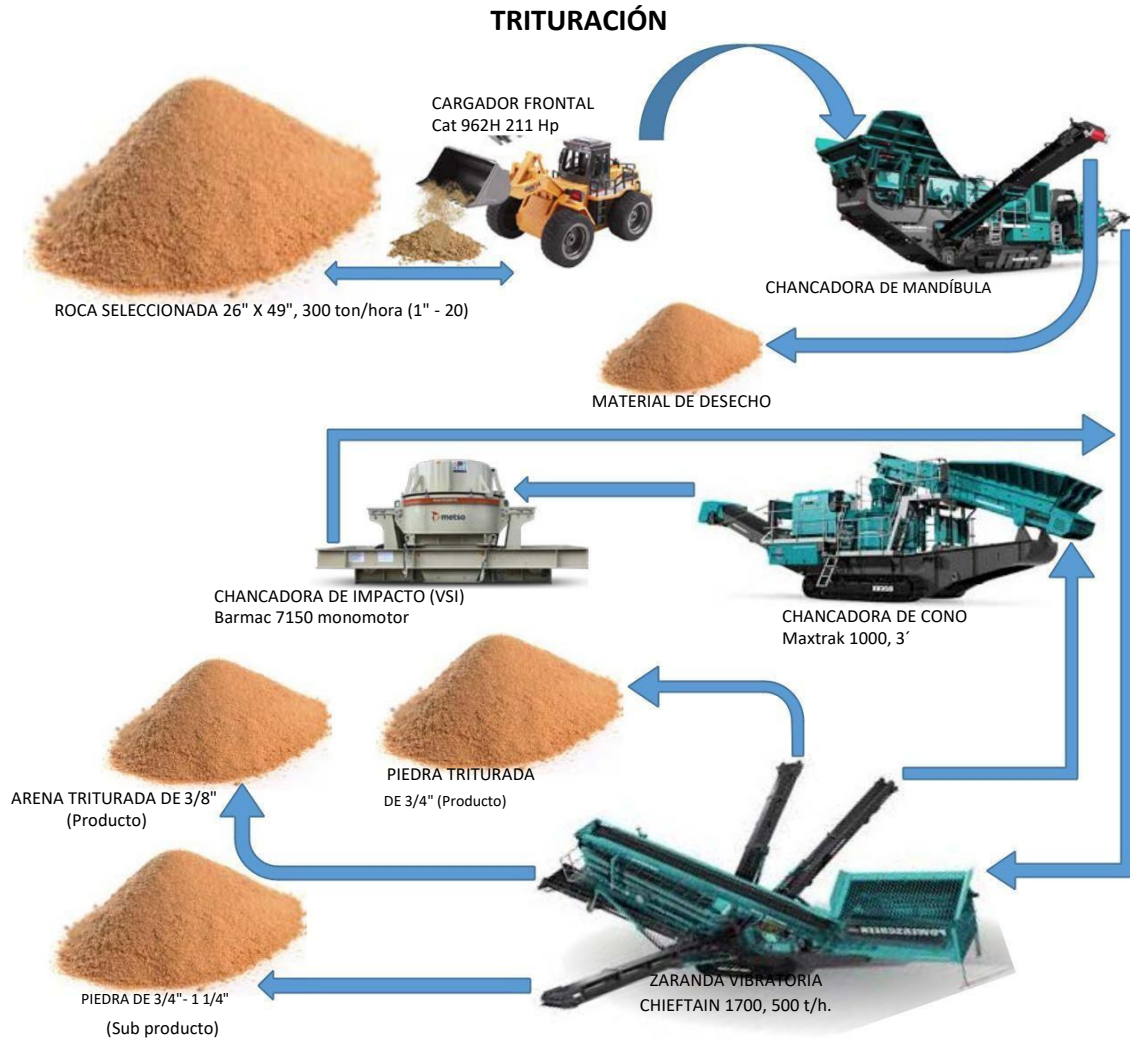 TRITURACIÓN
CARGADOR FRONTAL
Cat 962H 211 Hp
ROCA SELECCIONADA 26" X 49", 300 ton/hora (1" - 20)
CHANCADORA DE MANDÍBULA
MATERIAL DE DESECHO
metso
CHANCADORA DE IMPACTO (VSI)
Barmac 7150 monomotor
CHANCADORA DE CONO
Maxtrak 1000, 3´
PIEDRA TRITURADA
DE 3/4" (Producto)
ARENA TRITURADA DE 3/8"
(Producto)
POWERSCREEN
ZARANDA VIBRATORIA
CHIEFTAIN 1700, 500 t/h.
PIEDRA DE 3/4"- 1 1/4"
(Sub producto)